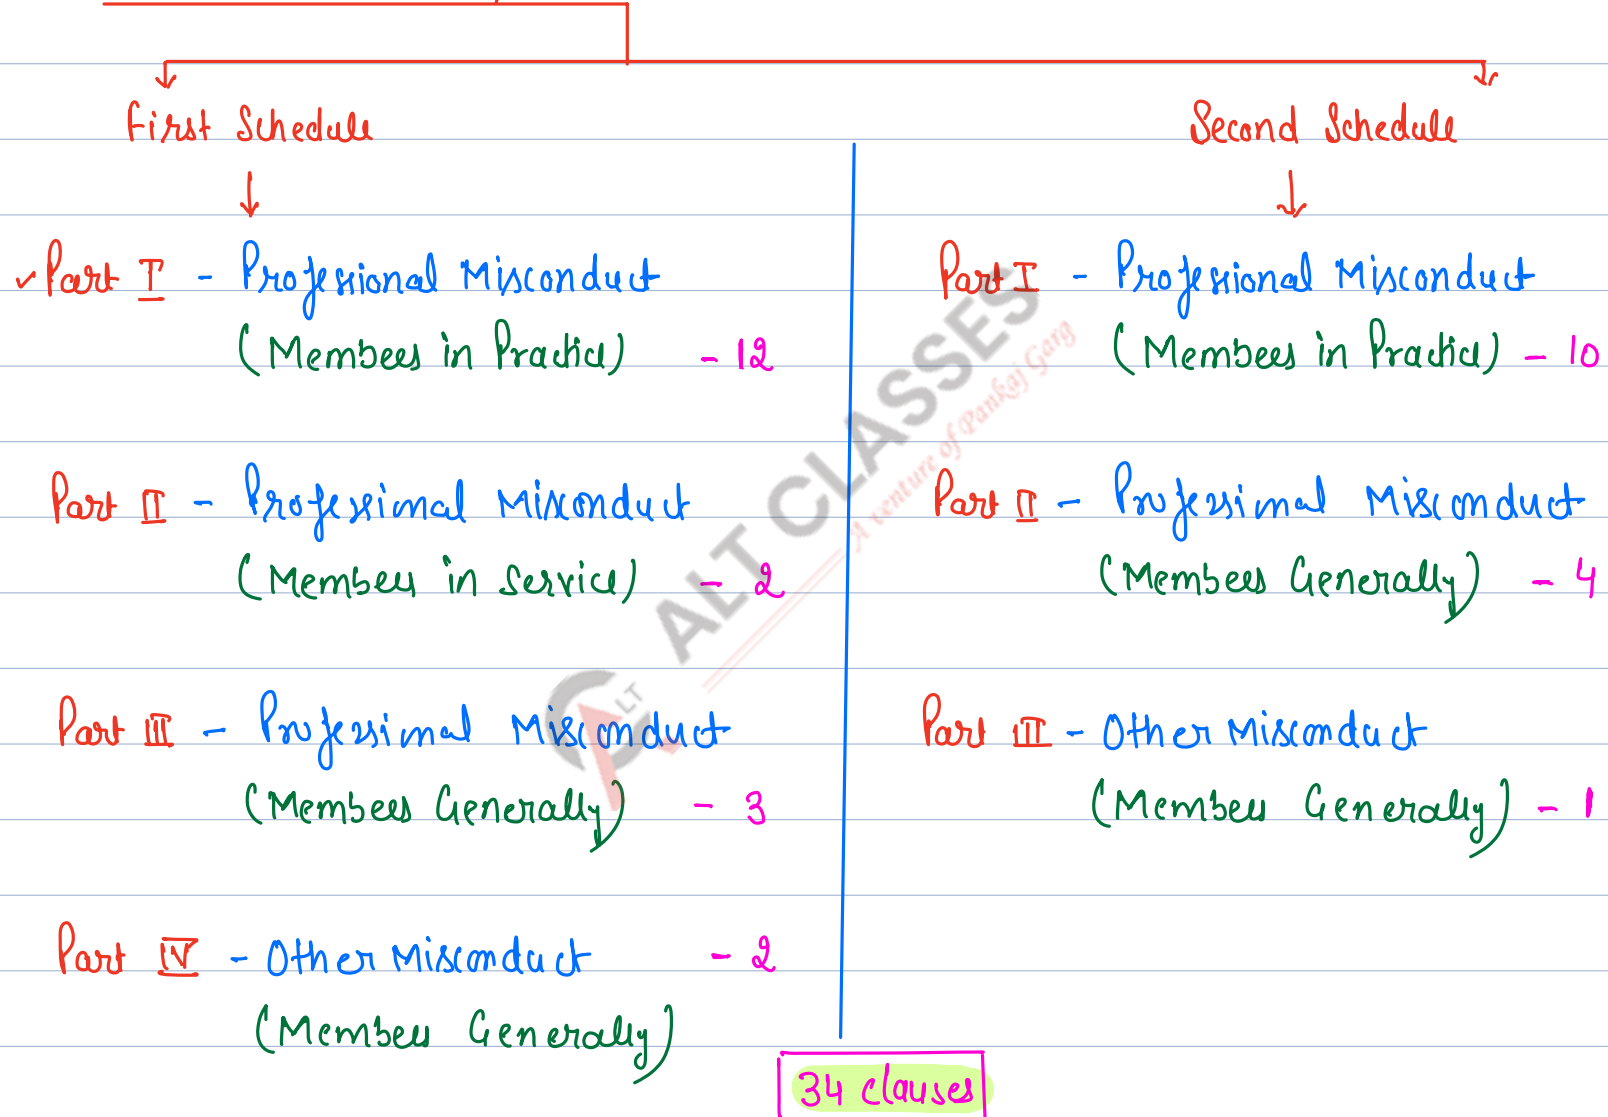 First Schedule
Part I - Professional Misconduct
(Members in Practice) - 12
Part II - Professional Misconduct
(Members in Service) - 2
Part III - Professional Misconduct
(Members Generally) - 3
Part IV - Other Misconduct - 2
(Members Generally)
Second Schedule
Part I - Professional Misconduct
(Members in Practice) - 10
Part II - Professional Misconduct
(Members Generally) - 4
Part III - Other Misconduct
(Members Generally) - 1
34 clauses
ALT CLASSES
A venture of Pankaj Garg
LT